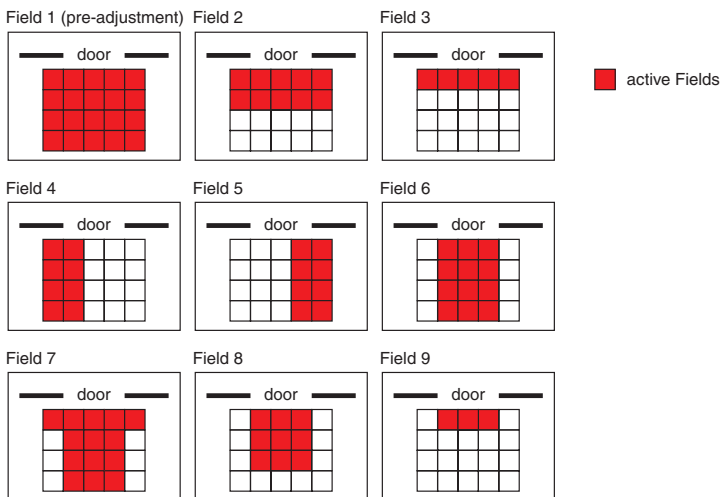 Field 1 (pre-adjustment) Field 2 Field 3
door door door
active Fields
Field 4 Field 5 Field 6
door door door
Field 7 Field 8 Field 9
door door door